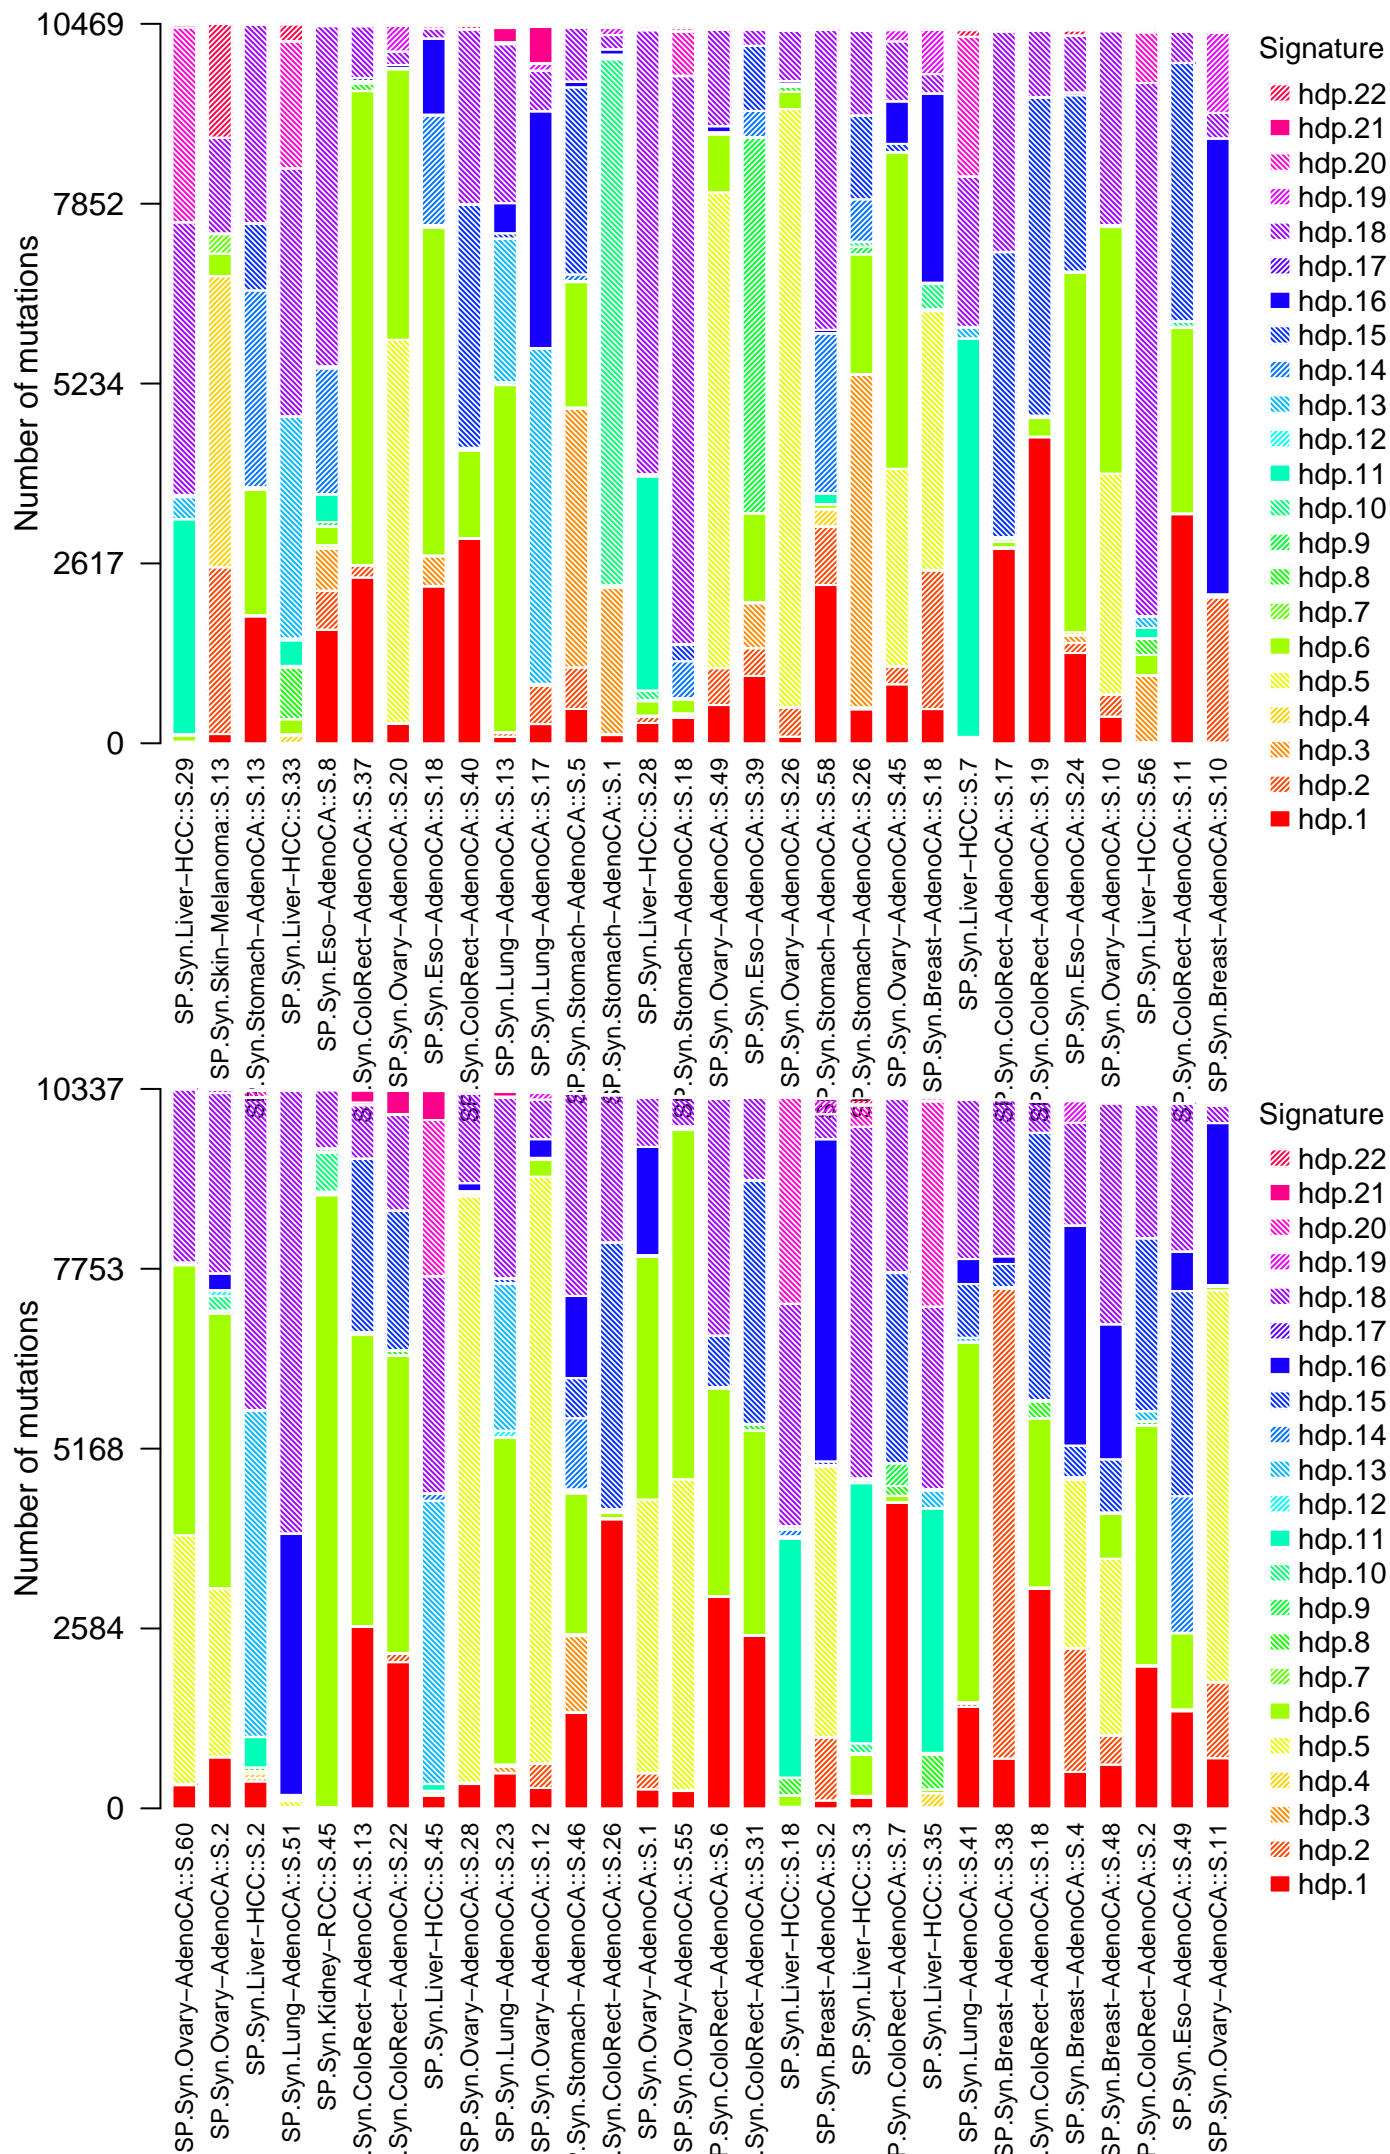 10469
7852
5234
2617
0
Number of mutations
Signature
hdp.22
hdp.21
hdp.20
hdp.19
hdp.18
hdp.17
hdp.16
hdp.15
hdp.14
hdp.13
hdp.12
hdp.11
hdp.10
hdp.9
hdp.8
hdp.7
hdp.6
hdp.5
hdp.4
hdp.3
hdp.2
hdp.1
SP.Syn.Liver−HCC::S.29
SP.Syn.Skin−Melanoma::S.13
SP.Syn.Stomach−AdenoCA::S.13
SP.Syn.Liver−HCC::S.33
SP.Syn.Eso−AdenoCA::S.8
SP.Syn.ColoRect−AdenoCA::S.37
SP.Syn.Ovary−AdenoCA::S.20
SP.Syn.Eso−AdenoCA::S.18
SP.Syn.ColoRect−AdenoCA::S.40
SP.Syn.Lung−AdenoCA::S.13
SP.Syn.Lung−AdenoCA::S.17
SP.Syn.Stomach−AdenoCA::S.5
SP.Syn.Stomach−AdenoCA::S.1
SP.Syn.Liver−HCC::S.28
SP.Syn.Stomach−AdenoCA::S.18
SP.Syn.Ovary−AdenoCA::S.49
SP.Syn.Eso−AdenoCA::S.39
SP.Syn.Ovary−AdenoCA::S.26
SP.Syn.Stomach−AdenoCA::S.58
SP.Syn.Stomach−AdenoCA::S.26
SP.Syn.Ovary−AdenoCA::S.45
SP.Syn.Breast−AdenoCA::S.18
SP.Syn.Liver−HCC::S.7
SP.Syn.ColoRect−AdenoCA::S.17
SP.Syn.ColoRect−AdenoCA::S.19
SP.Syn.Eso−AdenoCA::S.24
SP.Syn.Ovary−AdenoCA::S.10
SP.Syn.Liver−HCC::S.56
SP.Syn.ColoRect−AdenoCA::S.11
SP.Syn.Breast−AdenoCA::S.10
10337
7753
5168
2584
0
Number of mutations
Signature
hdp.22
hdp.21
hdp.20
hdp.19
hdp.18
hdp.17
hdp.16
hdp.15
hdp.14
hdp.13
hdp.12
hdp.11
hdp.10
hdp.9
hdp.8
hdp.7
hdp.6
hdp.5
hdp.4
hdp.3
hdp.2
hdp.1
SP.Syn.Ovary−AdenoCA::S.60
SP.Syn.Ovary−AdenoCA::S.2
SP.Syn.Liver−HCC::S.2
SP.Syn.Lung−AdenoCA::S.51
SP.Syn.Kidney−RCC::S.45
.Syn.ColoRect−AdenoCA::S.13
.Syn.ColoRect−AdenoCA::S.22
SP.Syn.Liver−HCC::S.45
SP.Syn.Ovary−AdenoCA::S.28
SP.Syn.Lung−AdenoCA::S.23
SP.Syn.Ovary−AdenoCA::S.12
P.Syn.Stomach−AdenoCA::S.46
.Syn.ColoRect−AdenoCA::S.26
SP.Syn.Ovary−AdenoCA::S.1
SP.Syn.Ovary−AdenoCA::S.55
P.Syn.ColoRect−AdenoCA::S.6
.Syn.ColoRect−AdenoCA::S.31
SP.Syn.Liver−HCC::S.18
SP.Syn.Breast−AdenoCA::S.2
SP.Syn.Liver−HCC::S.3
P.Syn.ColoRect−AdenoCA::S.7
SP.Syn.Liver−HCC::S.35
SP.Syn.Lung−AdenoCA::S.41
SP.Syn.Breast−AdenoCA::S.38
.Syn.ColoRect−AdenoCA::S.18
SP.Syn.Breast−AdenoCA::S.4
SP.Syn.Breast−AdenoCA::S.48
P.Syn.ColoRect−AdenoCA::S.2
SP.Syn.Eso−AdenoCA::S.49
SP.Syn.Ovary−AdenoCA::S.11